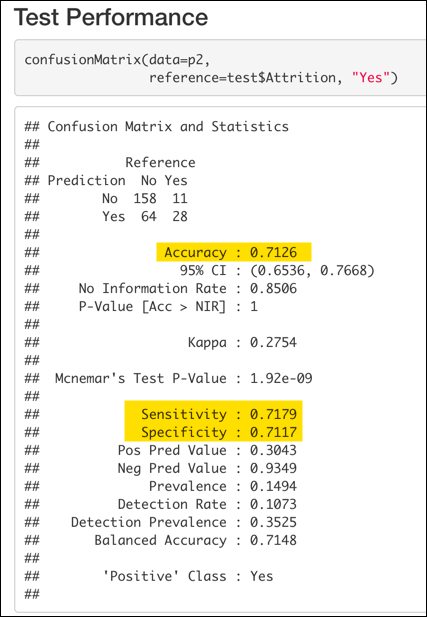 Test Performance
confusionMatrix(data=p2,
                reference=test$Attrition, "Yes")
## Confusion Matrix and Statistics
##
##           Reference
## Prediction  No Yes
##        No  158  11
##        Yes  64  28
##
##                Accuracy : 0.7126
##                  95% CI : (0.6536, 0.7668)
##     No Information Rate : 0.8506
##     P-Value [Acc > NIR] : 1
##
##                   Kappa : 0.2754
##
##  Mcnemar's Test P-Value : 1.92e-09
##
##             Sensitivity : 0.7179
##             Specificity : 0.7117
##          Pos Pred Value : 0.3043
##          Neg Pred Value : 0.9349
##              Prevalence : 0.1494
##          Detection Rate : 0.1073
##    Detection Prevalence : 0.3525
##       Balanced Accuracy : 0.7148
##
##        'Positive' Class : Yes
##